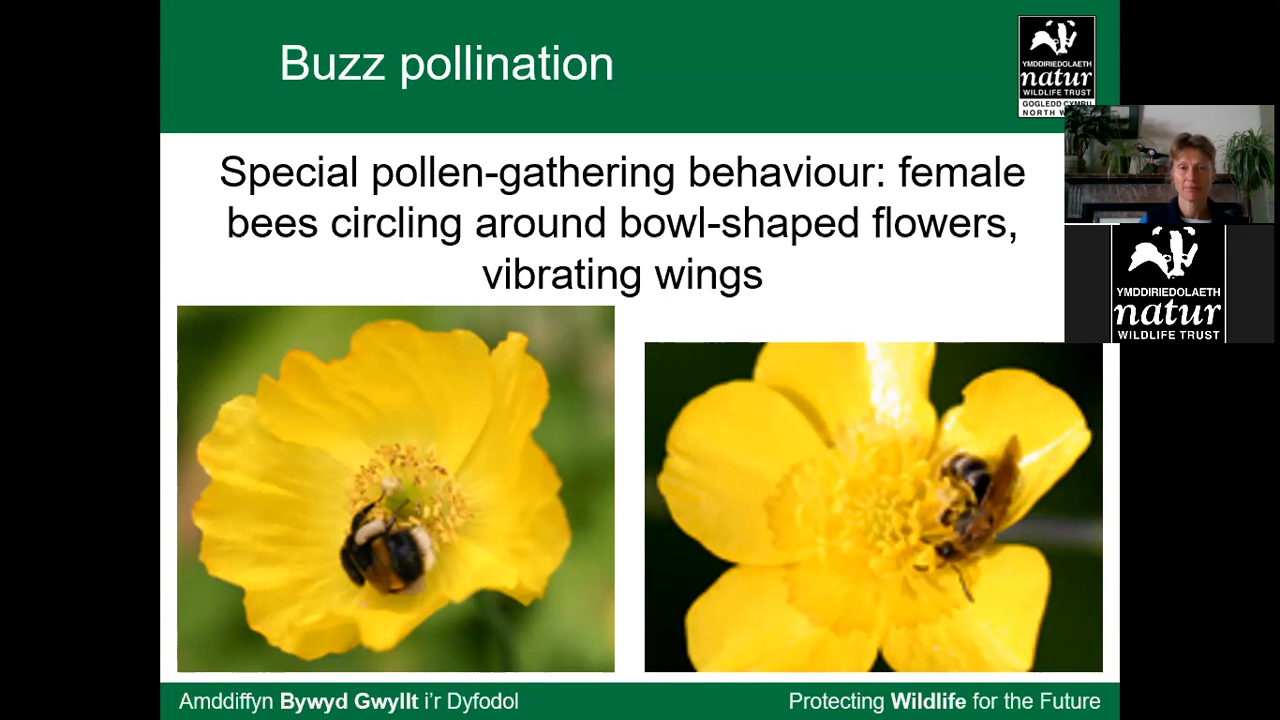 Buzz pollination
YMDDIRIEDOLAETH
natur
WILDLIFE TRUST
GOGLEDD CYMRU
NORTH W
Special pollen-gathering behaviour: female
bees circling around bowl-shaped flowers,
vibrating wings
YMDDIRIEDOLAETH
natur
WILDLIFE TRUST
Amddiffyn Bywyd Gwyllt i'r Dyfodol
Protecting Wildlife for the Future